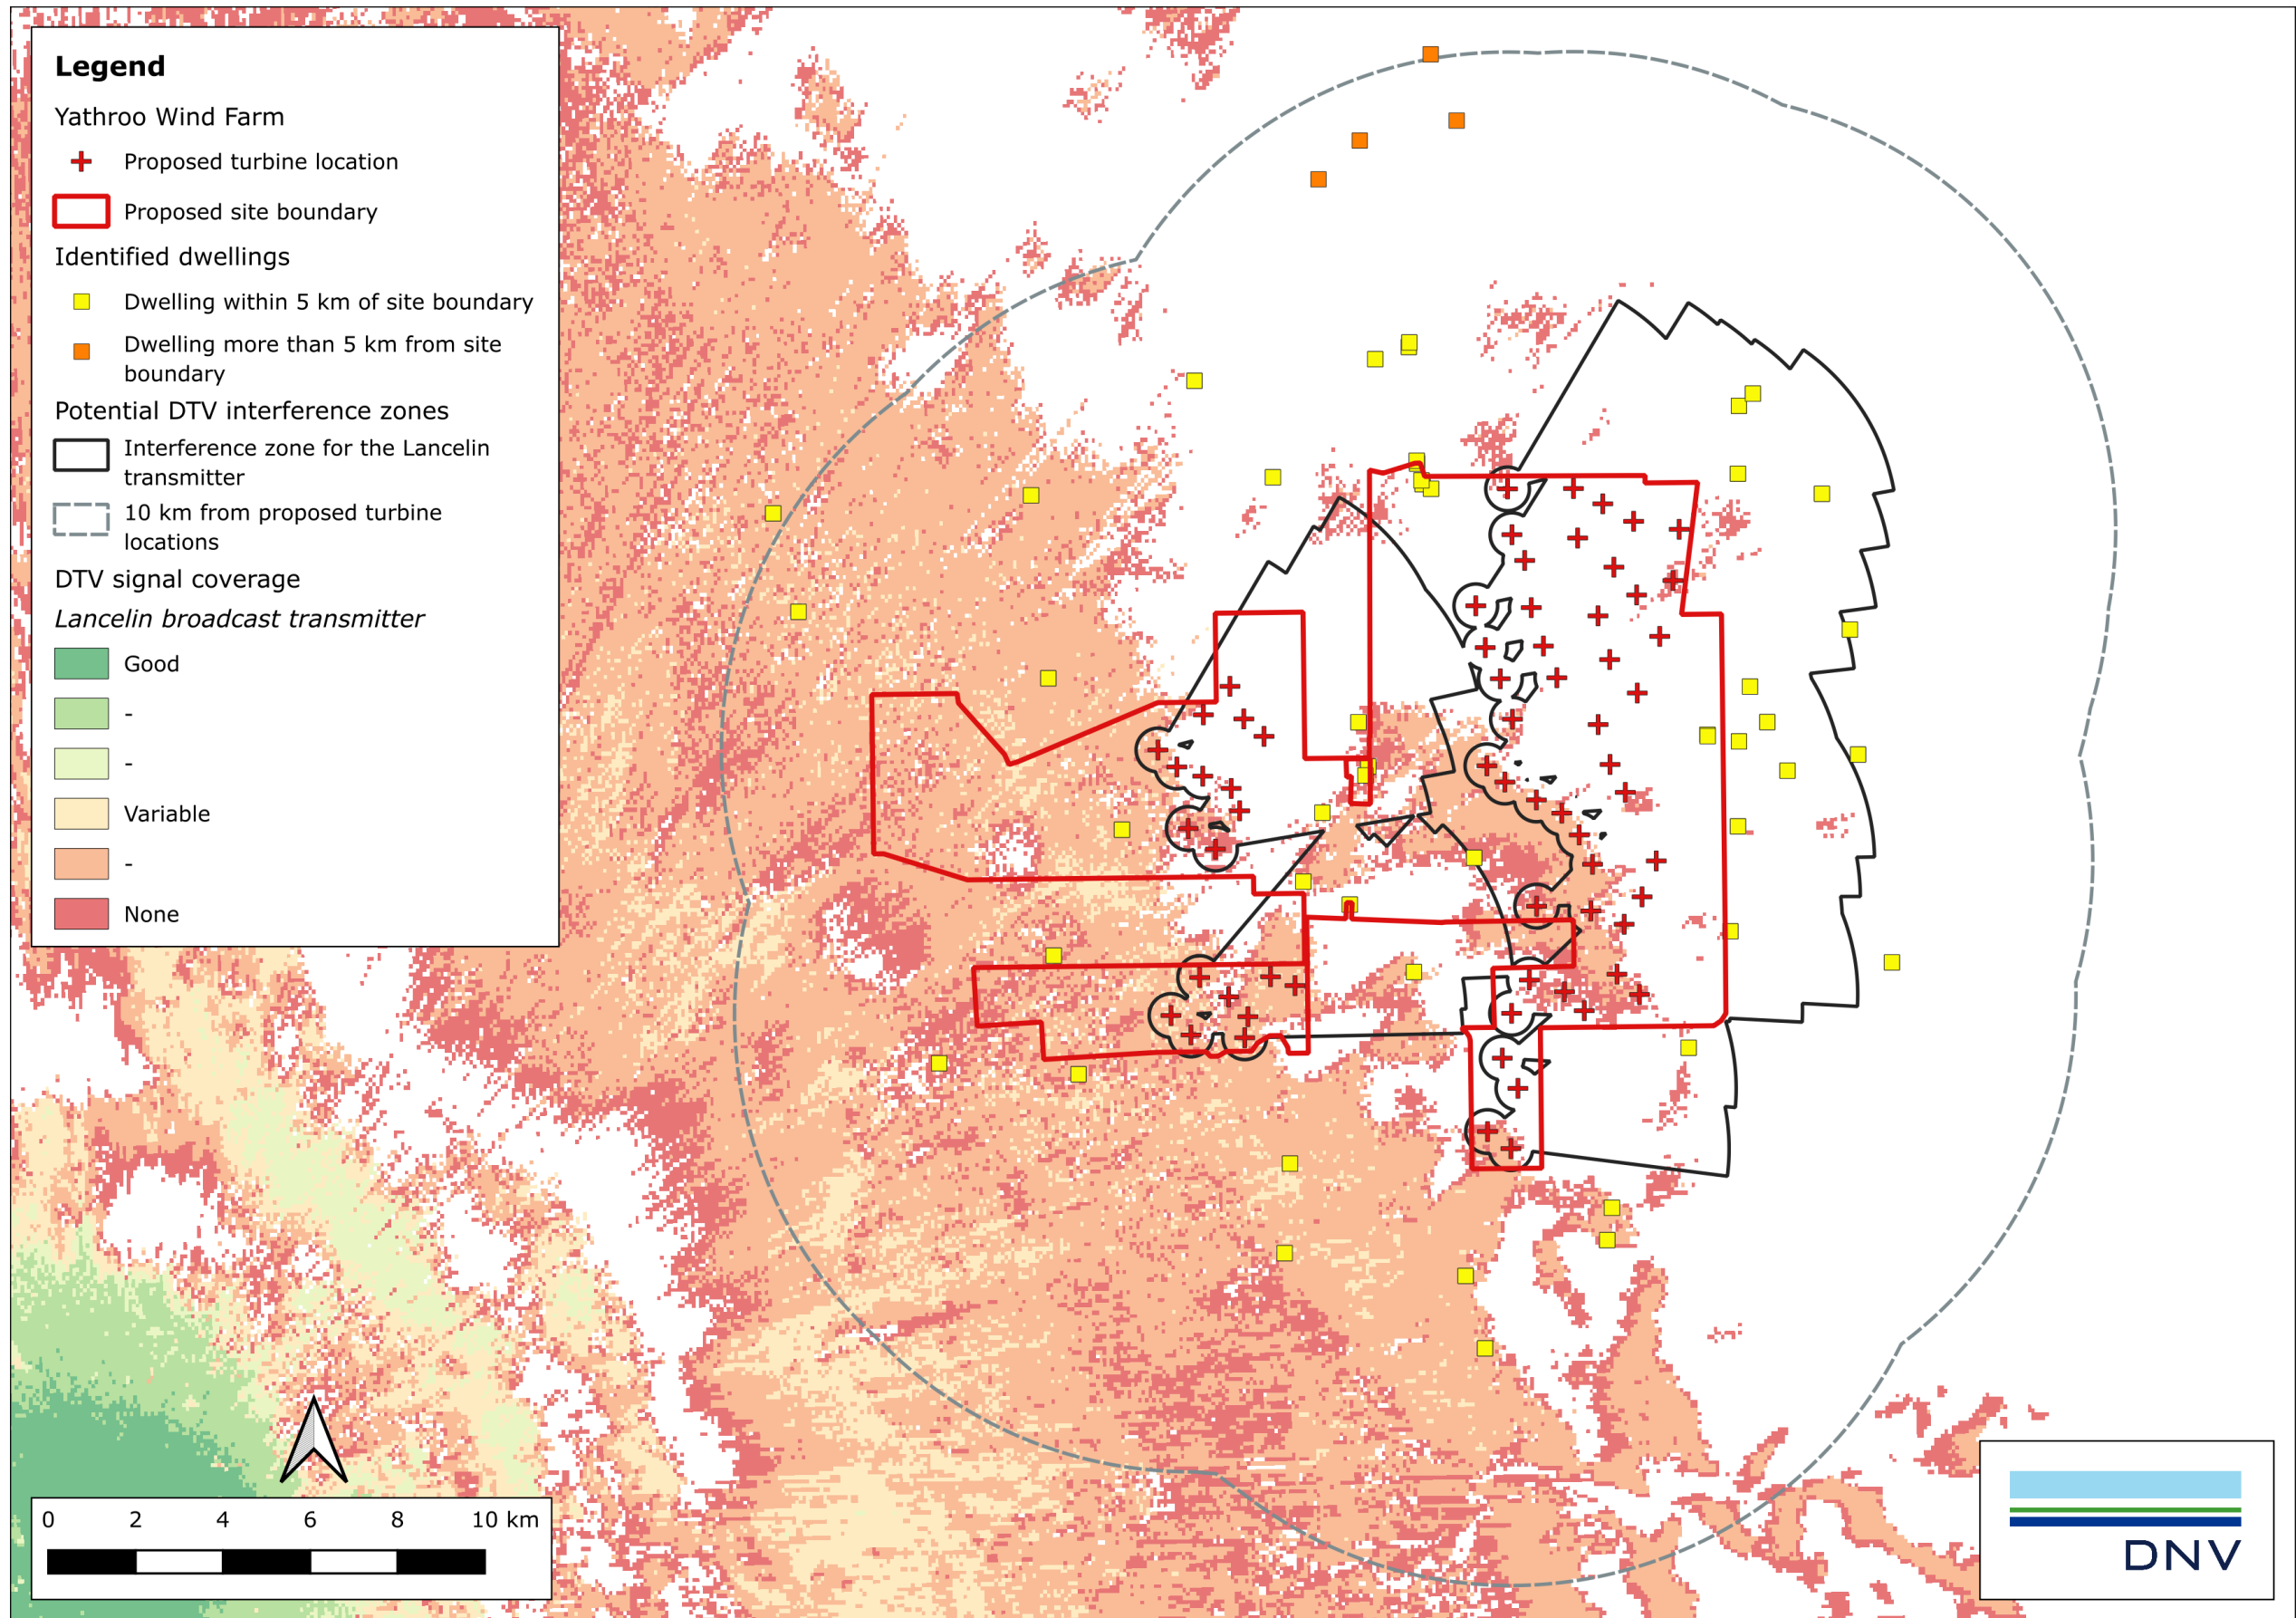 Legend
Yathroo Wind Farm
Proposed turbine location
Proposed site boundary
Identified dwellings
Dwelling within 5 km of site boundary
Dwelling more than 5 km from site
boundary
Potential DTV interference zones
Interference zone for the Lancelin
transmitter
10 km from proposed turbine
locations
DTV signal coverage
Lancelin broadcast transmitter
Good
-
-
Variable
-
None
0 2 4 6 8 10 km
DNV